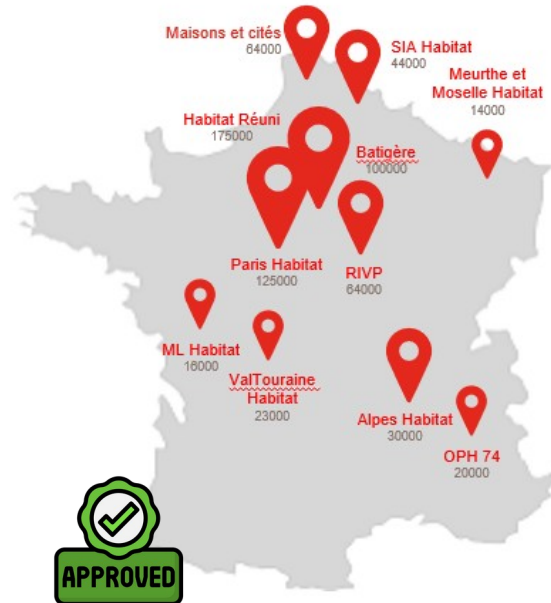 Maisons et cités
64000
SIA Habitat
44000
Meurthe et
Moselle Habitat
14000
Habitat Réuni
175000
Batigère
100000
Paris Habitat
125000
RIVP
64000
ML Habitat
16000
ValTouraine
Habitat
23000
Alpes Habitat
30000
OPH 74
20000
APPROVED